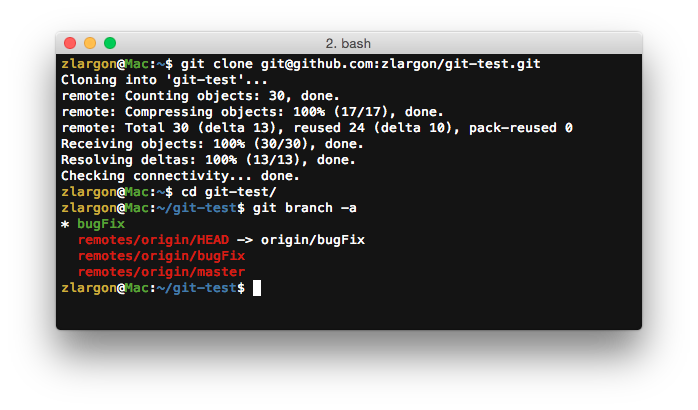 2. bash
zlargon@Mac:~$ git clone git@github.com:zlargon/git-test.git
Cloning into 'git-test'...
remote: Counting objects: 30, done.
remote: Compressing objects: 100% (17/17), done.
remote: Total 30 (delta 13), reused 24 (delta 10), pack-reused 0
Receiving objects: 100% (30/30), done.
Resolving deltas: 100% (13/13), done.
Checking connectivity... done.
zlargon@Mac:~$ cd git-test/
zlargon@Mac:~/git-test$ git branch -a
* bugFix
  remotes/origin/HEAD -> origin/bugFix
  remotes/origin/bugFix
  remotes/origin/master
zlargon@Mac:~/git-test$